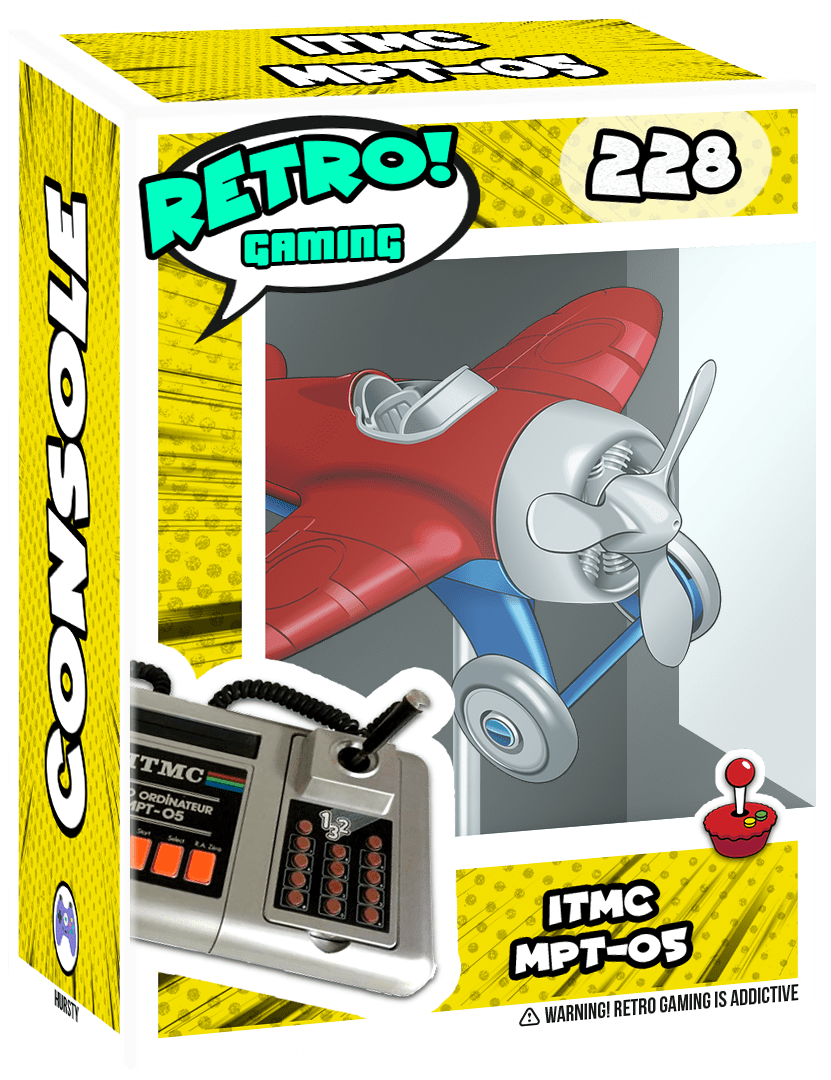 ITMC
MPT-05
RETRO!
GAMING
228
CONSOLE
ITMC
ORDINATEUR
MPT-05
Start Select R.A. Zéro
1 2
3
ITMC
MPT-05
WARNING! RETRO GAMING IS ADDICTIVE
HURSTY